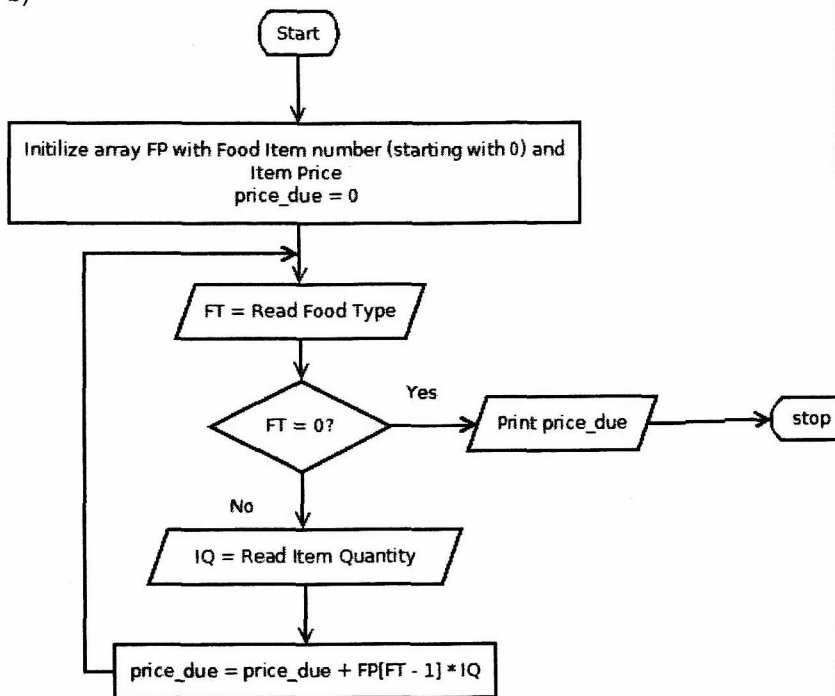 Start
Initilize array FP with Food Item number (starting with 0) and
Item Price
price_due = 0
FT = Read Food Type
Yes
FT = 0?
Print price_due
stop
No
IQ = Read Item Quantity
price_due = price_due + FP[FT - 1] * IQ